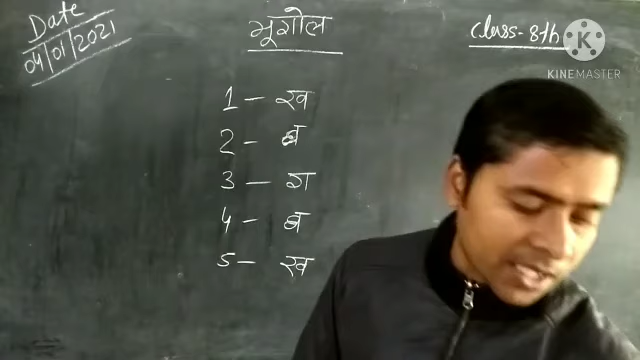 Date
04/01/2021
भूगोल
Class-8th
KINEMASTER
1 - ख
2 - ब
3 - ग
4 - ब
5 - ख